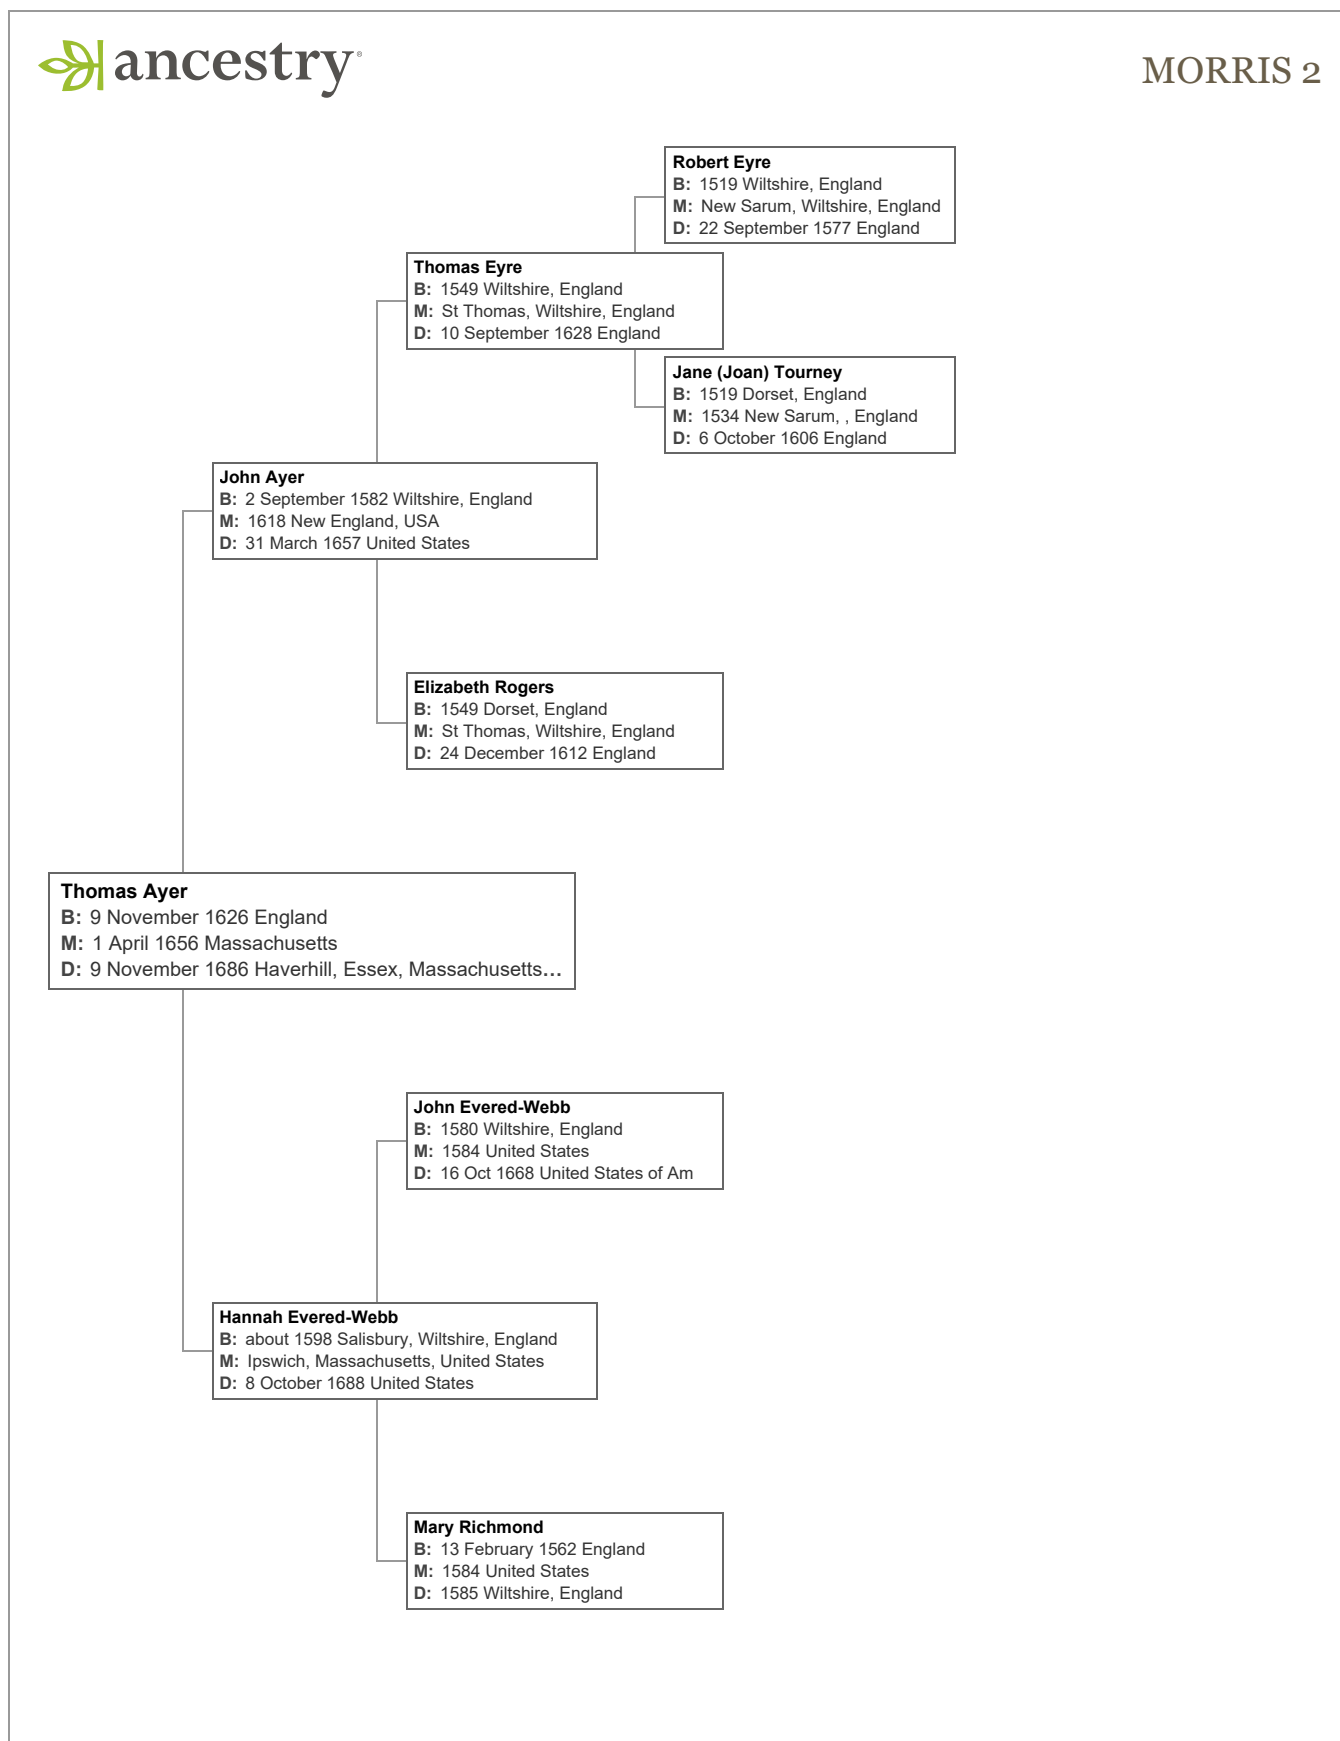 ancestry®
MORRIS 2
Robert Eyre
B: 1519 Wiltshire, England
M: New Sarum, Wiltshire, England
D: 22 September 1577 England
Thomas Eyre
B: 1549 Wiltshire, England
M: St Thomas, Wiltshire, England
D: 10 September 1628 England
Jane (Joan) Tourney
B: 1519 Dorset, England
M: 1534 New Sarum, , England
D: 6 October 1606 England
John Ayer
B: 2 September 1582 Wiltshire, England
M: 1618 New England, USA
D: 31 March 1657 United States
Elizabeth Rogers
B: 1549 Dorset, England
M: St Thomas, Wiltshire, England
D: 24 December 1612 England
Thomas Ayer
B: 9 November 1626 England
M: 1 April 1656 Massachusetts
D: 9 November 1686 Haverhill, Essex, Massachusetts…
John Evered-Webb
B: 1580 Wiltshire, England
M: 1584 United States
D: 16 Oct 1668 United States of Am
Hannah Evered-Webb
B: about 1598 Salisbury, Wiltshire, England
M: Ipswich, Massachusetts, United States
D: 8 October 1688 United States
Mary Richmond
B: 13 February 1562 England
M: 1584 United States
D: 1585 Wiltshire, England